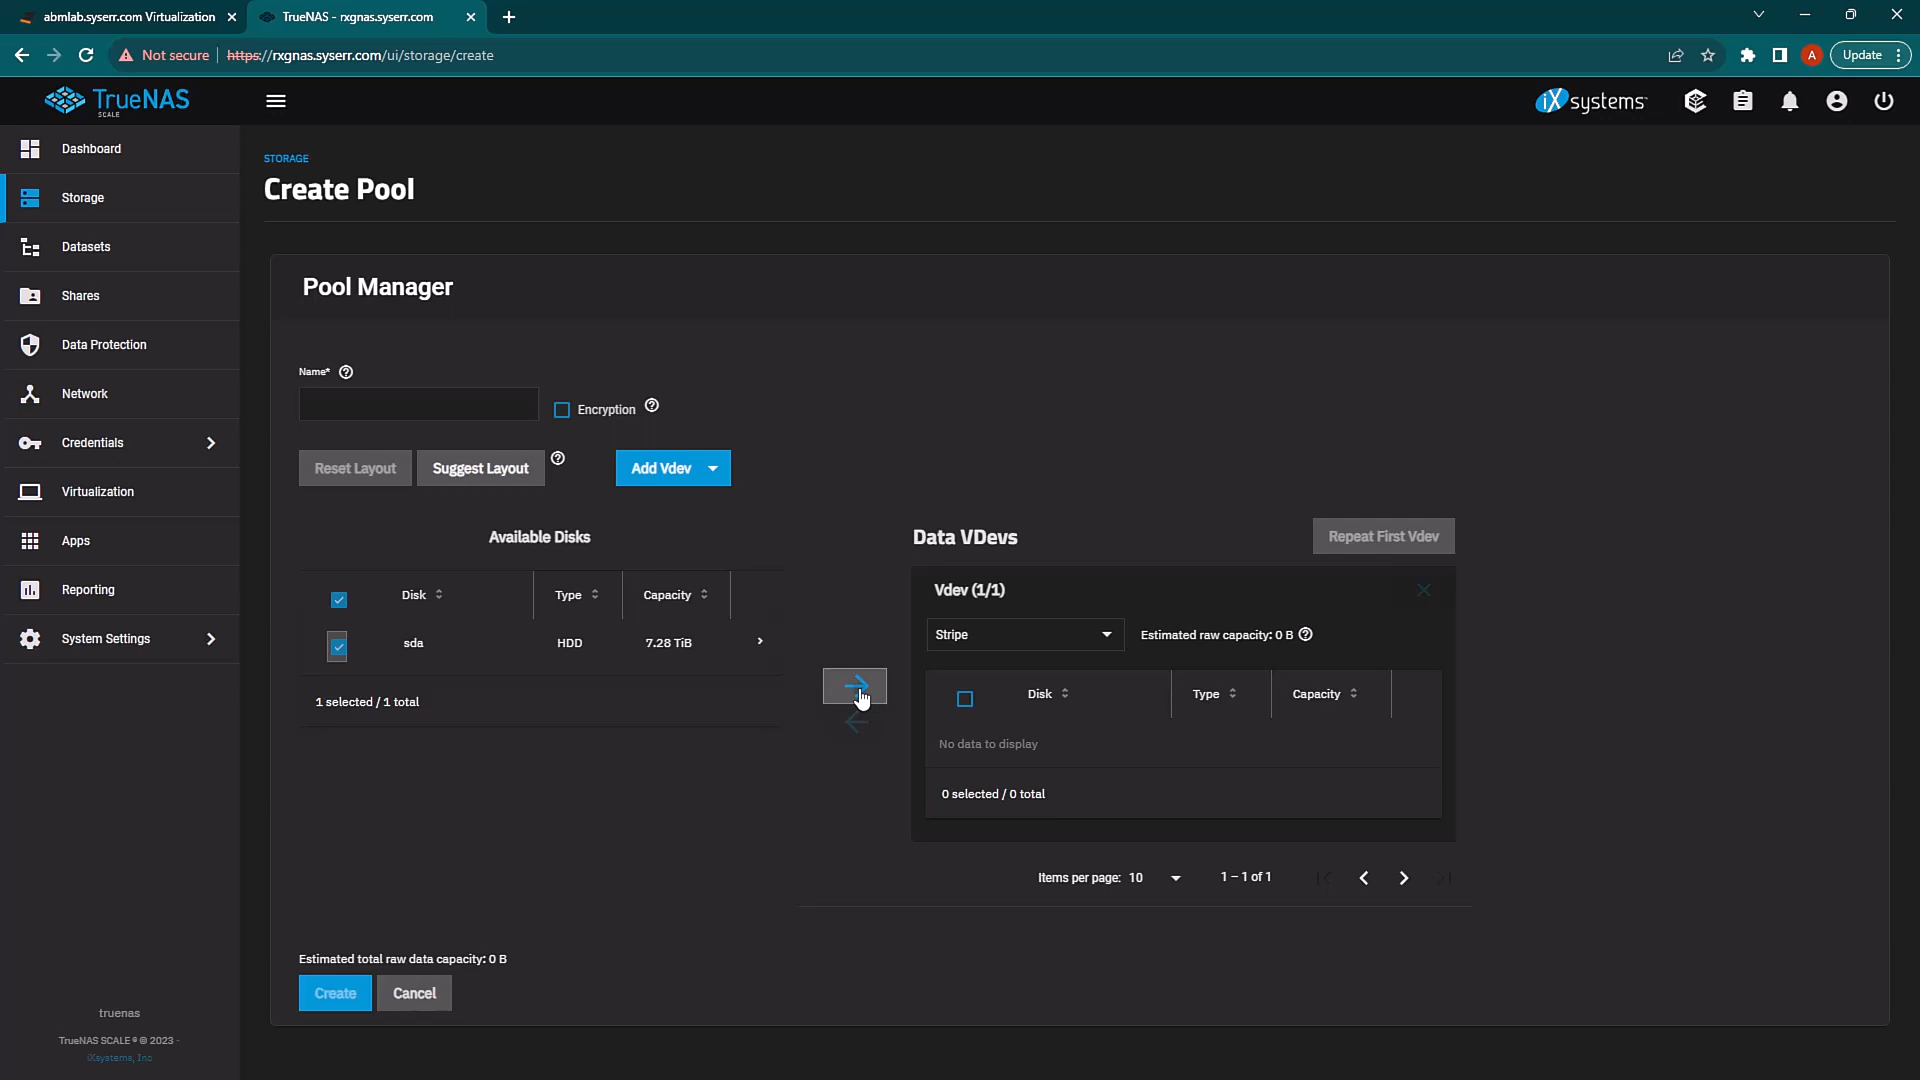 abmlab.syserr.com Virtualization
TrueNAS - rxgnas.syserr.com
Not secure
https://rxgnas.syserr.com/ui/storage/create
A
Update
TrueNAS
SCALE
iXsystems
Dashboard
Storage
Datasets
Shares
Data Protection
Network
Credentials
Virtualization
Apps
Reporting
System Settings
truenas
TrueNAS SCALE ® © 2023 -
iXsystems, Inc
STORAGE
Create Pool
Pool Manager
Name*
Encryption
Reset Layout
Suggest Layout
Add Vdev
Available Disks
Disk
Type
Capacity
sda
HDD
7.28 TiB
1 selected / 1 total
Data VDevs
Repeat First Vdev
Vdev (1/1)
Stripe
Estimated raw capacity: 0 B
Disk
Type
Capacity
No data to display
0 selected / 0 total
Items per page: 10
1 – 1 of 1
Estimated total raw data capacity: 0 B
Create
Cancel